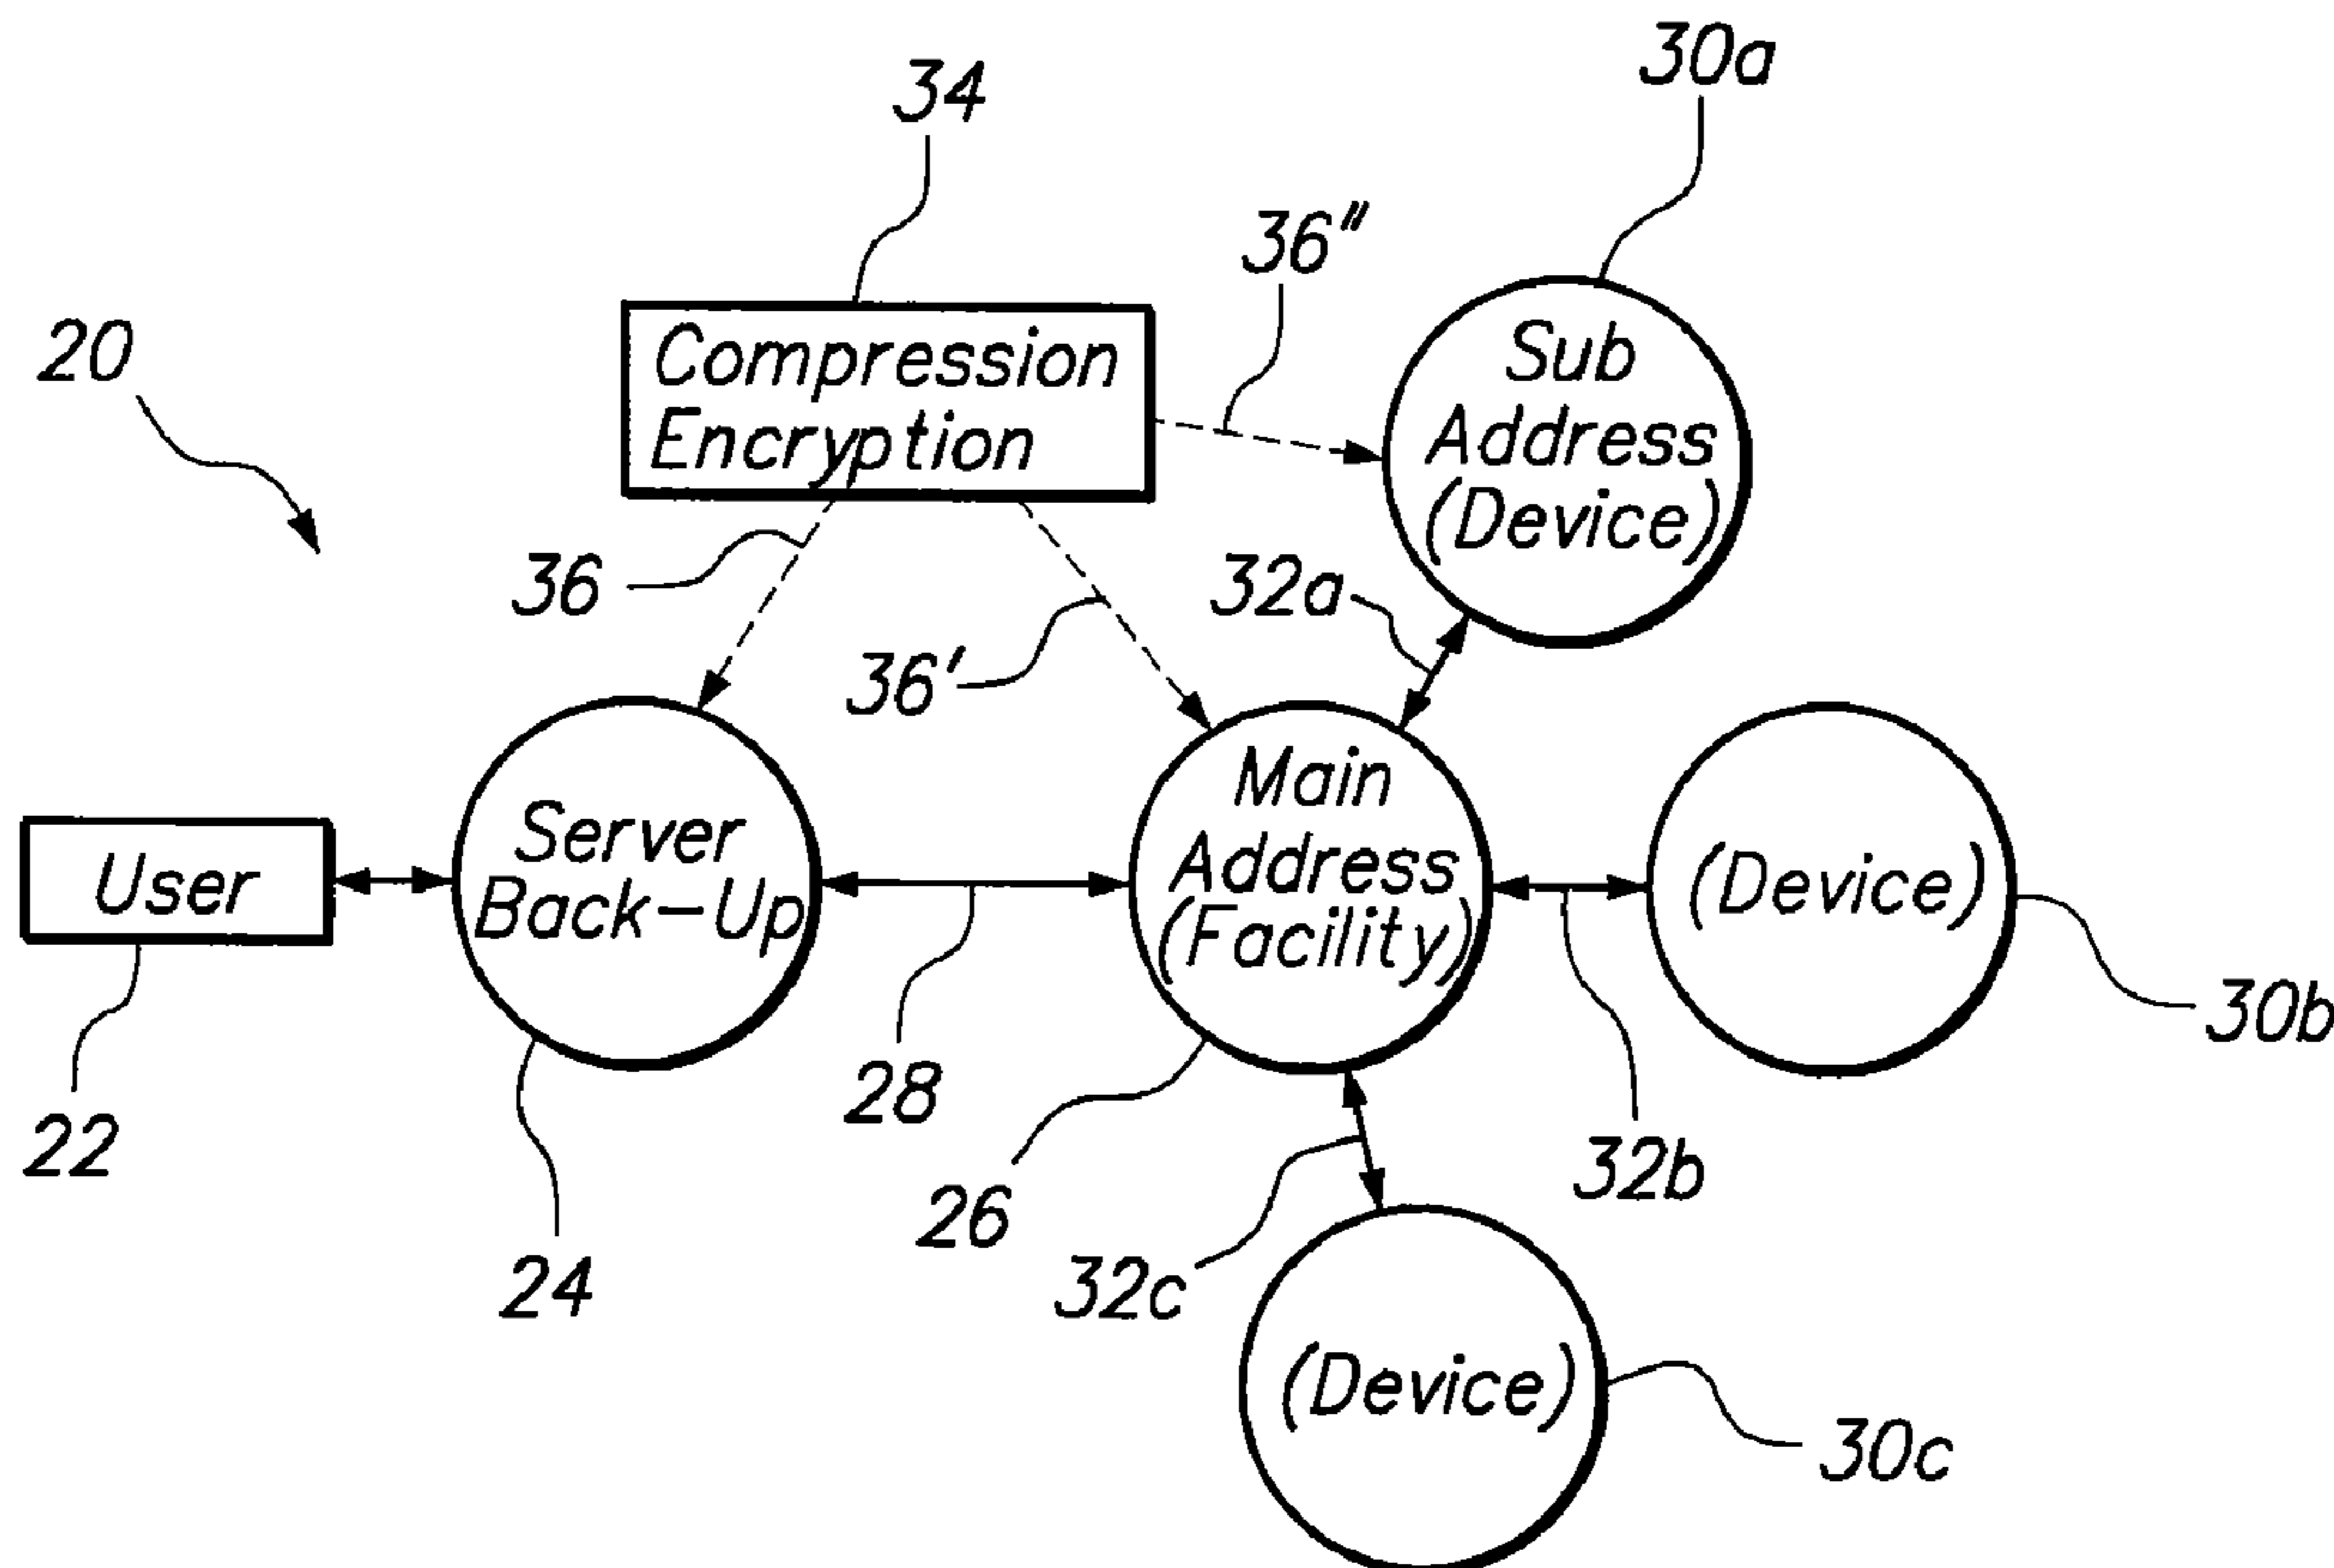 30a
34
36"
20
Compression
Encryption
Sub
Address
(Device)
36
32a
36'
Main
Address
(Facility)
Server
Back-Up
User
(Device)
30b
28
22
32b
26
24
32c
(Device)
30c